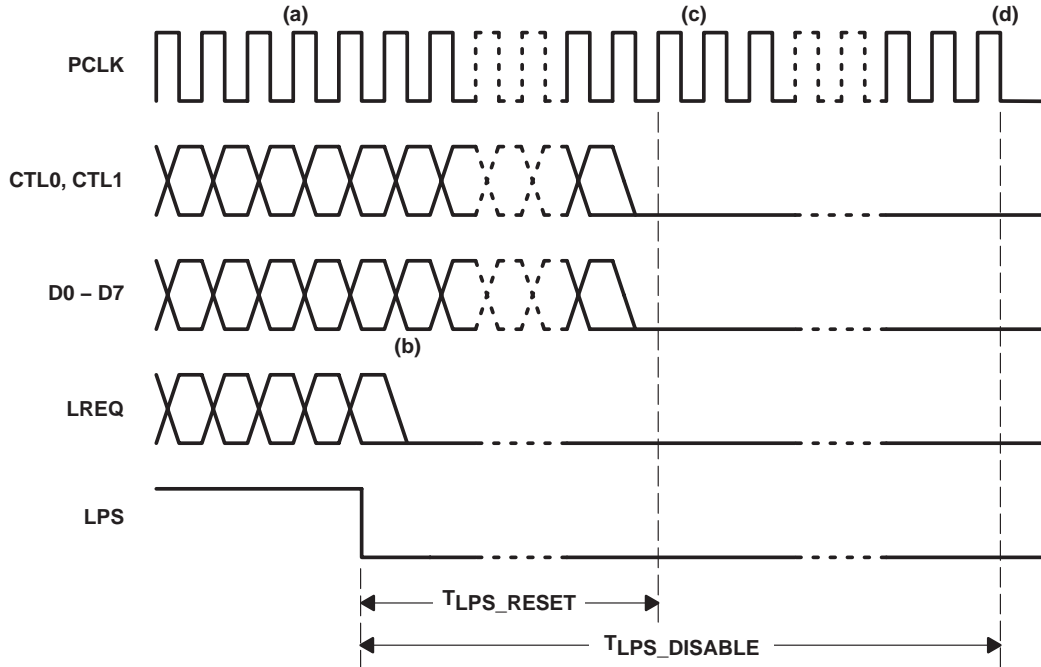 (a) (c) (d)
PCLK
CTL0, CTL1
D0 – D7
(b)
LREQ
LPS
TLPS_RESET
TLPS_DISABLE